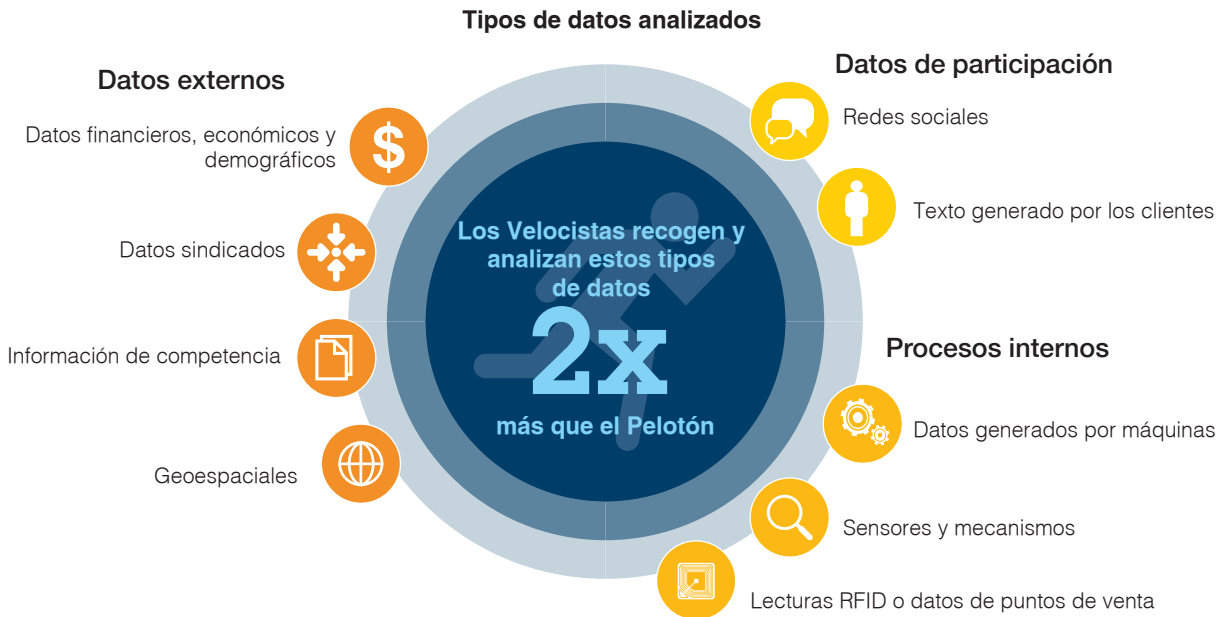 Tipos de datos analizados
Datos externos
Datos financieros, económicos y
demográficos
$
Datos sindicados
Información de competencia
Geoespaciales
Los Velocistas recogen y
analizan estos tipos
de datos
2x
más que el Pelotón
Datos de participación
Redes sociales
Texto generado por los clientes
Procesos internos
Datos generados por máquinas
Sensores y mecanismos
Lecturas RFID o datos de puntos de venta